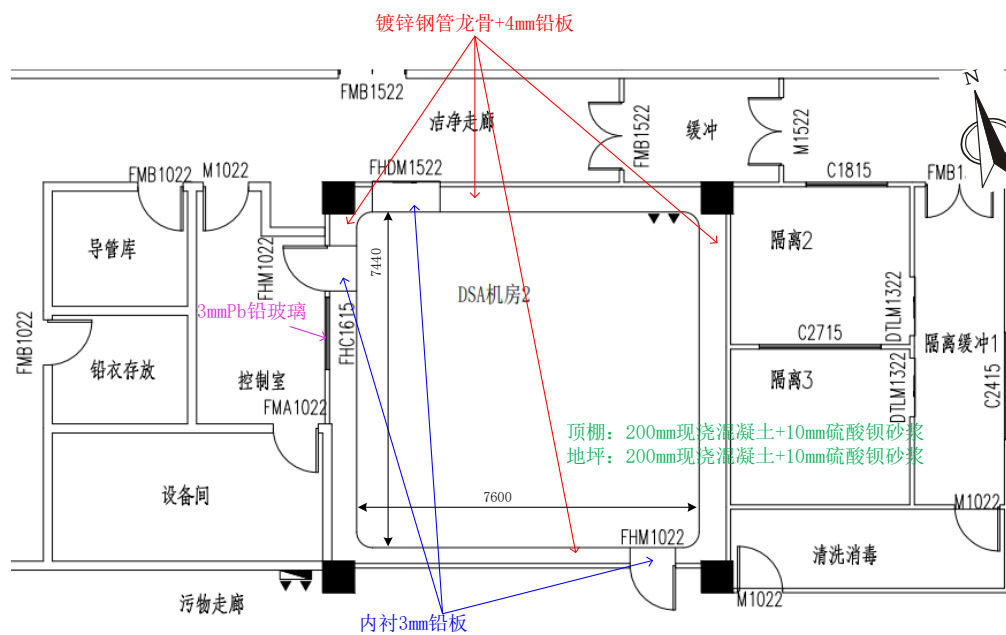 镀锌钢管龙骨+4mm铅板
N
FMB1522
洁净走廊
FMB1522
缓冲
M1522
FMB1022
M1022
FHDM1522
C1815
FMB1
导管库
FHM1022
7440
隔离2
DSA机房2
3mmPb铅玻璃
FHC1615
DTLM1322
FMB1022
C2715
隔离缓冲1
铅衣存放
控制室
隔离3
DTLM1322
C2415
FMA1022
顶棚：200mm现浇混凝土+10mm硫酸钡砂浆
地坪：200mm现浇混凝土+10mm硫酸钡砂浆
设备间
7600
M1022
FHM1022
清洗消毒
污物走廊
M1022
内衬3mm铅板